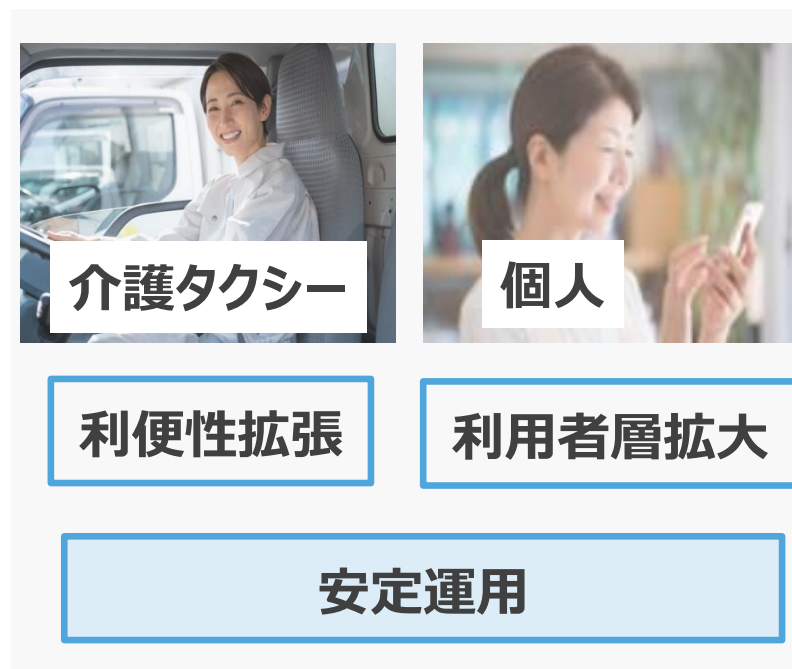 介護タクシー
個人
利便性拡張
利用者層拡大
安定運用